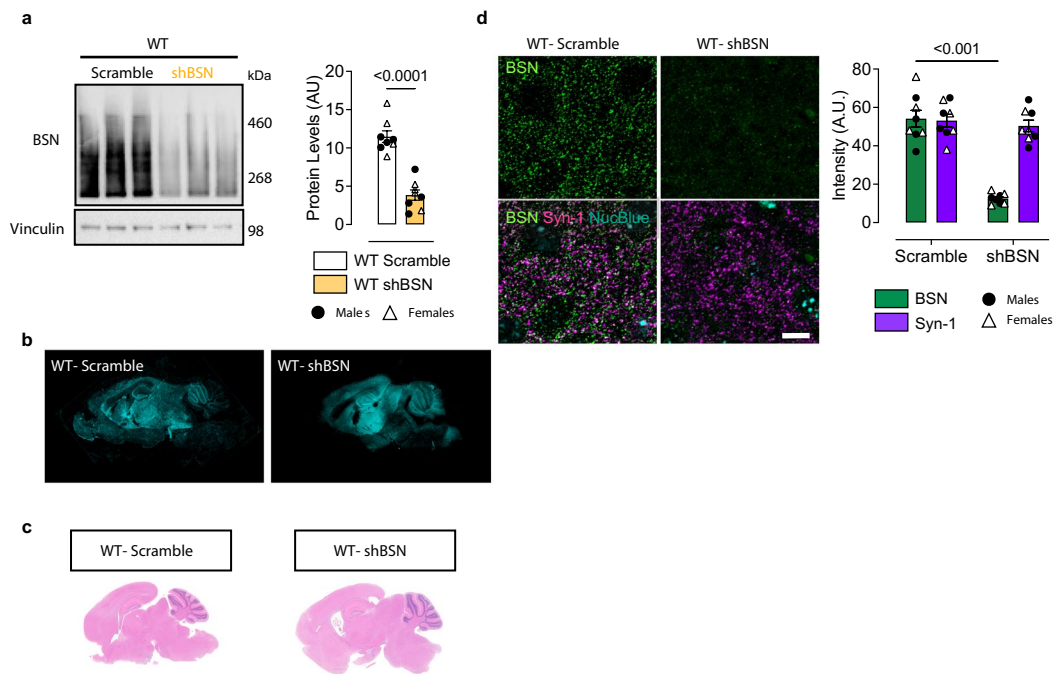 a
WT
Scramble shBSN
kDa
BSN
460
268
Vinculin
98
Protein Levels (AU)
20
15
10
5
0
<0.0001
WT Scramble
WT shBSN
Males Females
b
WT- Scramble
WT- shBSN
c
WT- Scramble
WT- shBSN
d
WT- Scramble
WT- shBSN
BSN
BSN Syn-1 NucBlue
Intensity (A.U.)
80
60
40
20
0
<0.001
Scramble shBSN
BSN
Syn-1
Males
Females